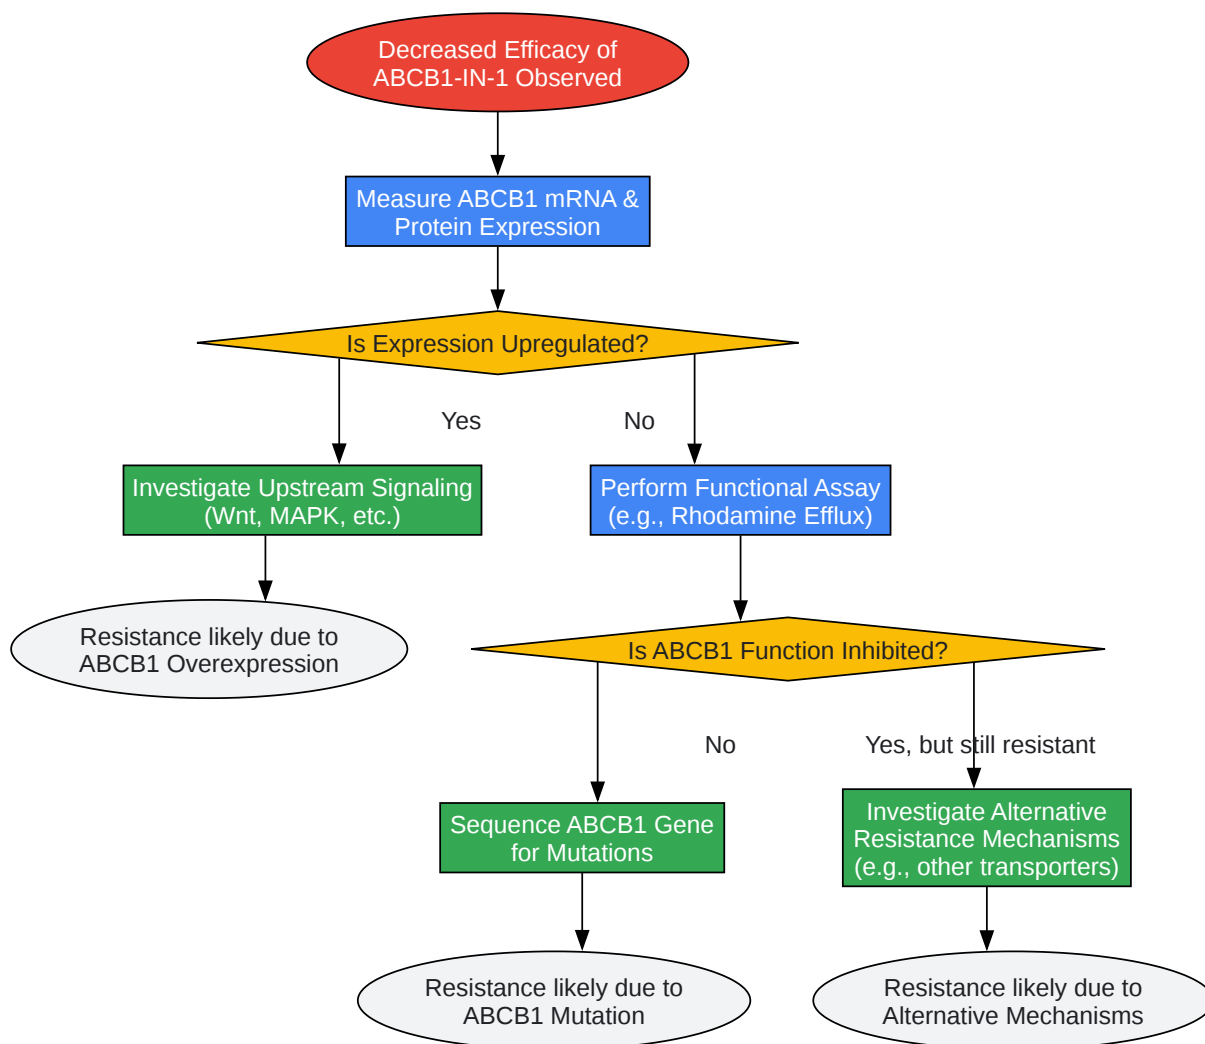 Decreased Efficacy of
ABCB1-IN-1 Observed
Measure ABCB1 mRNA &
Protein Expression
Is Expression Upregulated?
Yes
No
Investigate Upstream Signaling
(Wnt, MAPK, etc.)
Perform Functional Assay
(e.g., Rhodamine Efflux)
Resistance likely due to
ABCB1 Overexpression
Is ABCB1 Function Inhibited?
No
Yes, but still resistant
Sequence ABCB1 Gene
for Mutations
Investigate Alternative
Resistance Mechanisms
(e.g., other transporters)
Resistance likely due to
ABCB1 Mutation
Resistance likely due to
Alternative Mechanisms